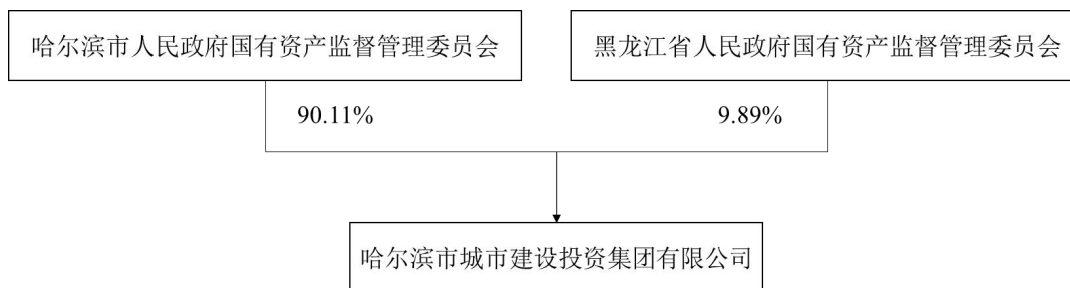 哈尔滨市人民政府国有资产监督管理委员会
黑龙江省人民政府国有资产监督管理委员会
90.11%
9.89%
哈尔滨市城市建设投资集团有限公司